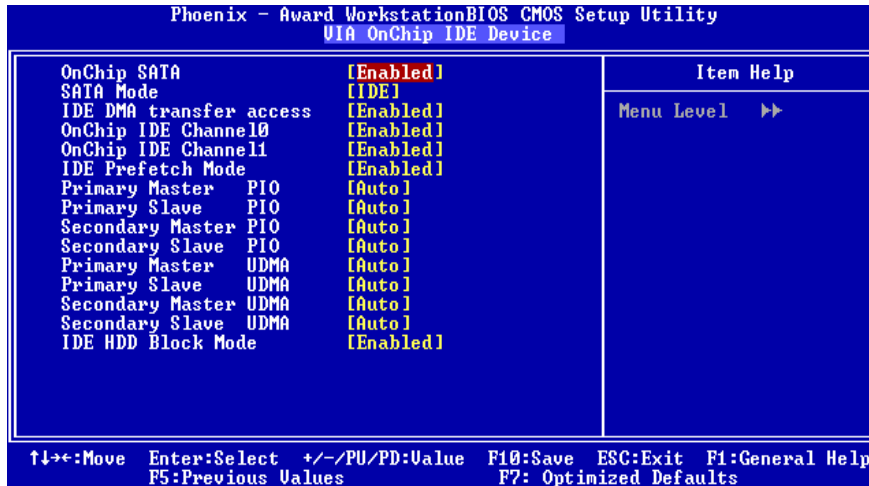 Phoenix - Award WorkstationBIOS CMOS Setup Utility
VIA OnChip IDE Device
OnChip SATA [Enabled]
SATA Mode [IDE]
IDE DMA transfer access [Enabled]
OnChip IDE Channel0 [Enabled]
OnChip IDE Channel1 [Enabled]
IDE Prefetch Mode [Enabled]
Primary Master PIO [Auto]
Primary Slave PIO [Auto]
Secondary Master PIO [Auto]
Secondary Slave PIO [Auto]
Primary Master UDMA [Auto]
Primary Slave UDMA [Auto]
Secondary Master UDMA [Auto]
Secondary Slave UDMA [Auto]
IDE HDD Block Mode [Enabled]
Item Help
Menu Level ▶▶
↑↓→←:Move Enter:Select +/-/PU/PD:Value F10:Save ESC:Exit F1:General Help
F5:Previous Values F7: Optimized Defaults